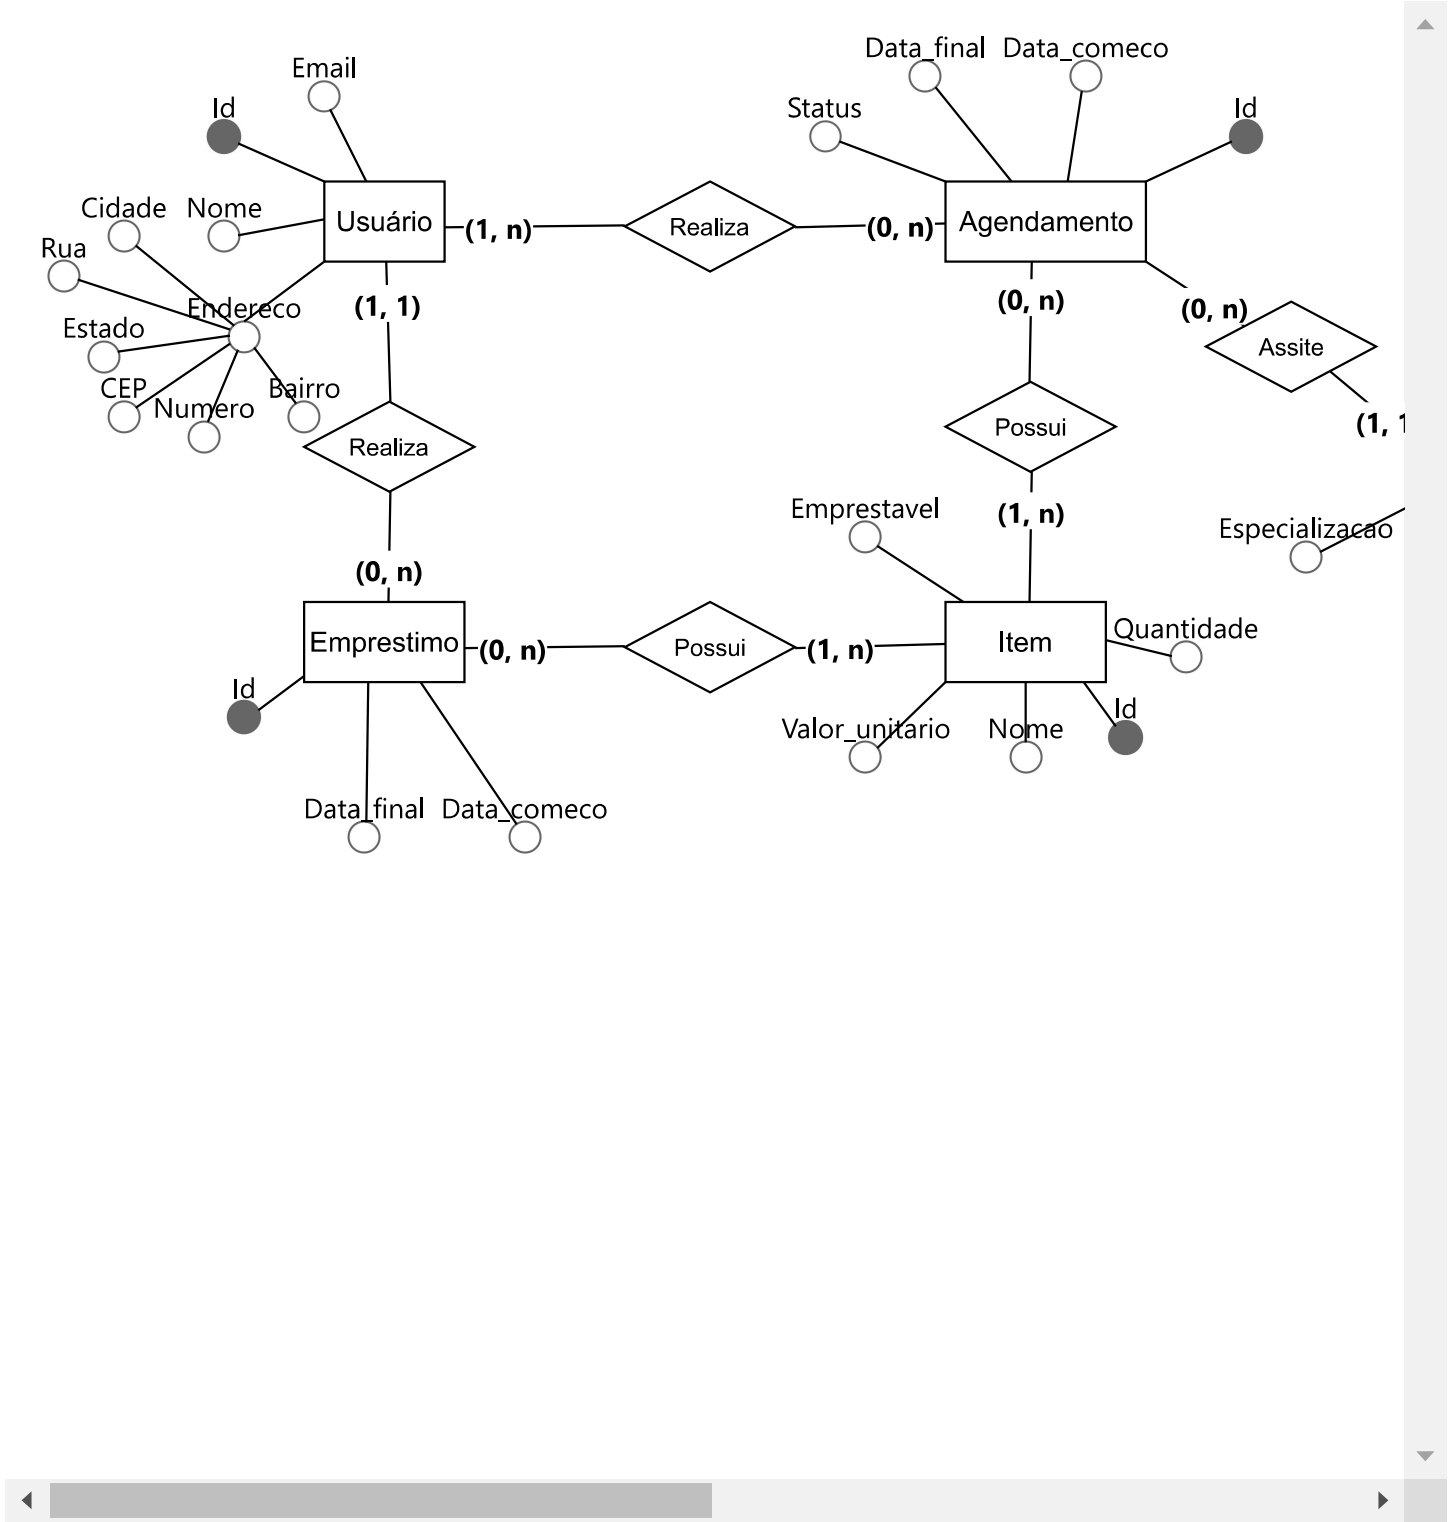 Data_final
Data_comeco
Email
Id
Status
Id
Cidade
Nome
Usuário
(1, n)
Realiza
(0, n)
Agendamento
Rua
Endereco
(1, 1)
(0, n)
(0, n)
Estado
Assite
CEP
Bairro
Numero
(1, 1
Realiza
Possui
Emprestavel
(1, n)
Especializacao
(0, n)
Emprestimo
(0, n)
Possui
(1, n)
Item
Quantidade
Id
Valor_unitario
Nome
Id
Data_final
Data_comeco